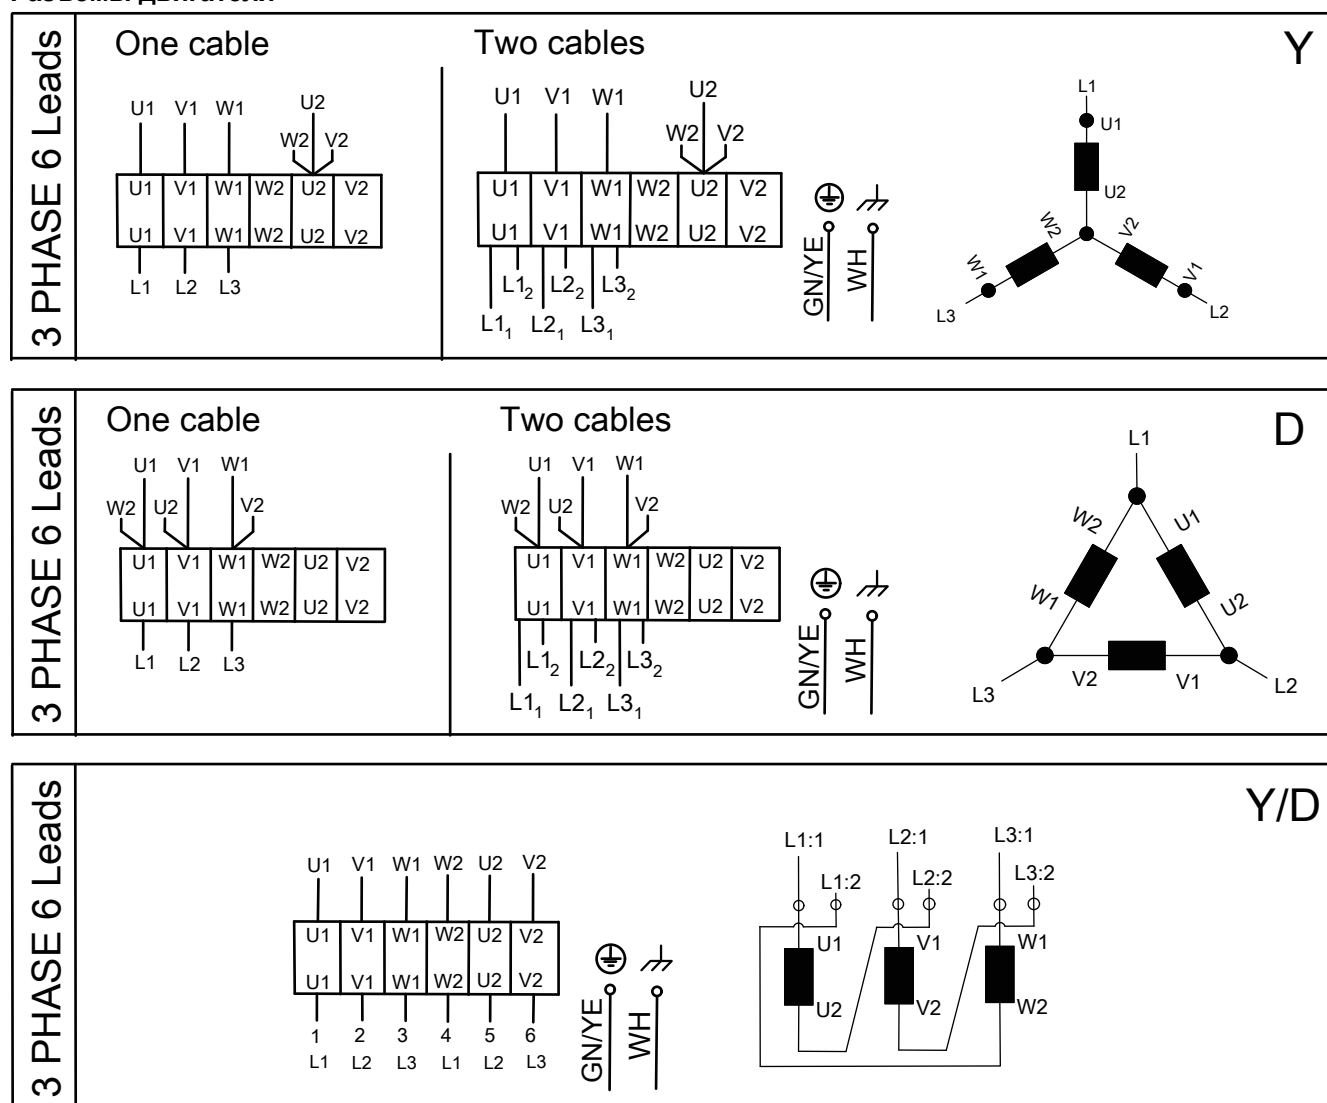 3 PHASE 6 Leads
One cable
Two cables
Y
U1 V1 W1 U2
W2 V2
U1 V1 W1 W2 U2 V2
U1 V1 W1 W2 U2 V2
L1 L2 L3
U1 V1 W1 U2
W2 V2
U1 V1 W1 W2 U2 V2
U1 V1 W1 W2 U2 V2
L1₂ L2₂ L3₂
L1₁ L2₁ L3₁
GN/YE WH
L1
U1
U2
W2 V2
W1 V1
L3 L2
3 PHASE 6 Leads
One cable
Two cables
D
U1 V1 W1
W2 U2 V2
U1 V1 W1 W2 U2 V2
U1 V1 W1 W2 U2 V2
L1 L2 L3
U1 V1 W1
W2 U2 V2
U1 V1 W1 W2 U2 V2
U1 V1 W1 W2 U2 V2
L1₂ L2₂ L3₂
L1₁ L2₁ L3₁
GN/YE WH
L1
W2 U1
W1 U2
V2 V1
L3 L2
3 PHASE 6 Leads
Y/D
U1 V1 W1 W2 U2 V2
U1 V1 W1 W2 U2 V2
U1 V1 W1 W2 U2 V2
1 2 3 4 5 6
L1 L2 L3 L1 L2 L3
GN/YE WH
L1:1 L2:1 L3:1
L1:2 L2:2 L3:2
U1 V1 W1
U2 V2 W2